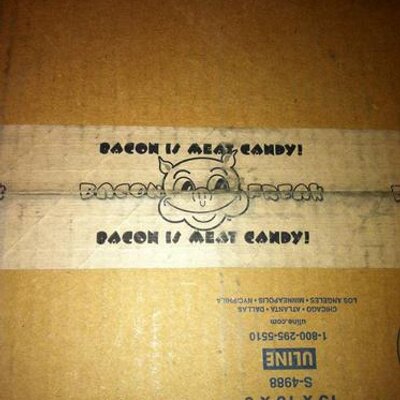 BACON IS MEAT CANDY!
BACON FREAK
BACON IS MEAT CANDY!
S-4988
ULINE
1-800-295-5510
uline.com
CHICAGO • ATLANTA • DALLAS
LOS ANGELES • MINNEAPOLIS • NYC/PHILA